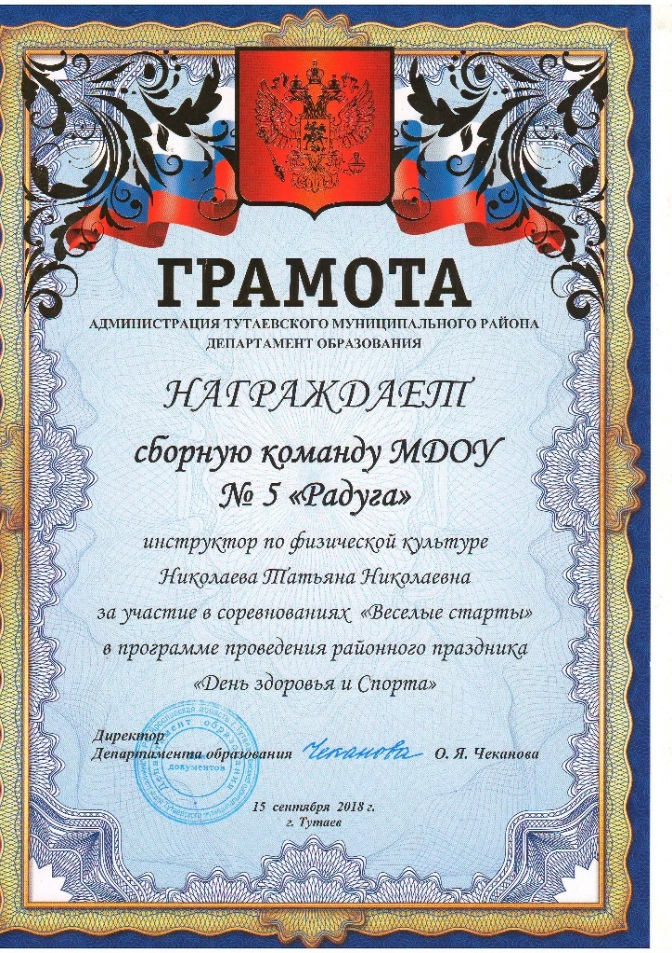 ГРАМОТА
АДМИНИСТРАЦИЯ ТУТАЕВСКОГО МУНИЦИПАЛЬНОГО РАЙОНА
ДЕПАРТАМЕНТ ОБРАЗОВАНИЯ
НАГРАЖДАЕТ
сборную команду МДОУ
№ 5 «Радуга»
инструктор по физической культуре
Николаева Татьяна Николаевна
за участие в соревнованиях «Веселые старты»
в программе проведения районного праздника
«День здоровья и Спорта»
Директор
Департамента образования Чеканова О. Я. Чеканова
Департамент образования
документов
15 сентября 2018 г.
г. Тутаев